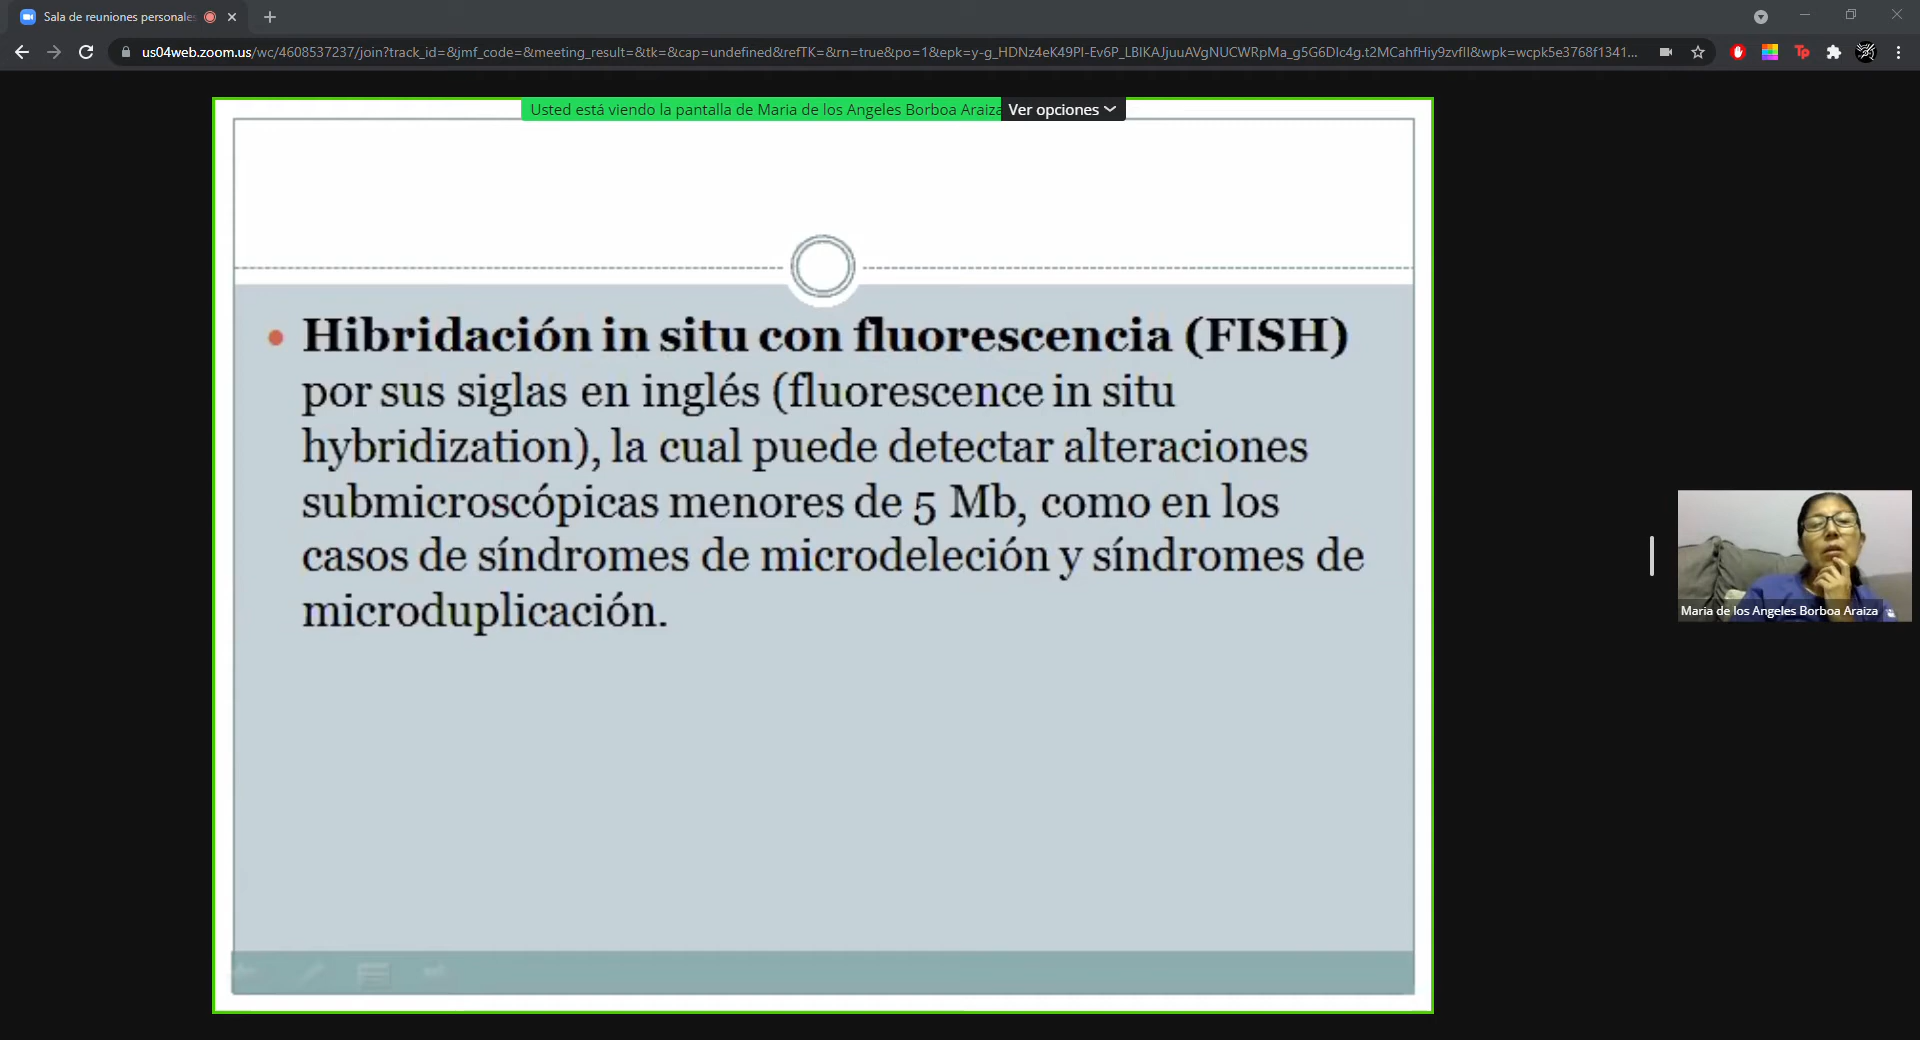 Sala de reuniones personales
us04web.zoom.us/wc/4608537237/join?track_id=&jmf_code=&meeting_result=&tk=&cap=undefined&refTK=&rn=true&po=1&epk=y-g_HDNz4eK49PI-Ev6P_LBlKAJjuuAVgNUCWRpMa_g5G6Dlc4g.t2MCahfHiy9zvfIl&wpk=wcpk5e3768f1341...
Tp
Usted está viendo la pantalla de Maria de los Angeles Borboa Araiza
Ver opciones
Hibridación in situ con fluorescencia (FISH)
por sus siglas en inglés (fluorescence in situ
hybridization), la cual puede detectar alteraciones
submicroscópicas menores de 5 Mb, como en los
casos de síndromes de microdeleción y síndromes de
microduplicación.
Maria de los Angeles Borboa Araiza